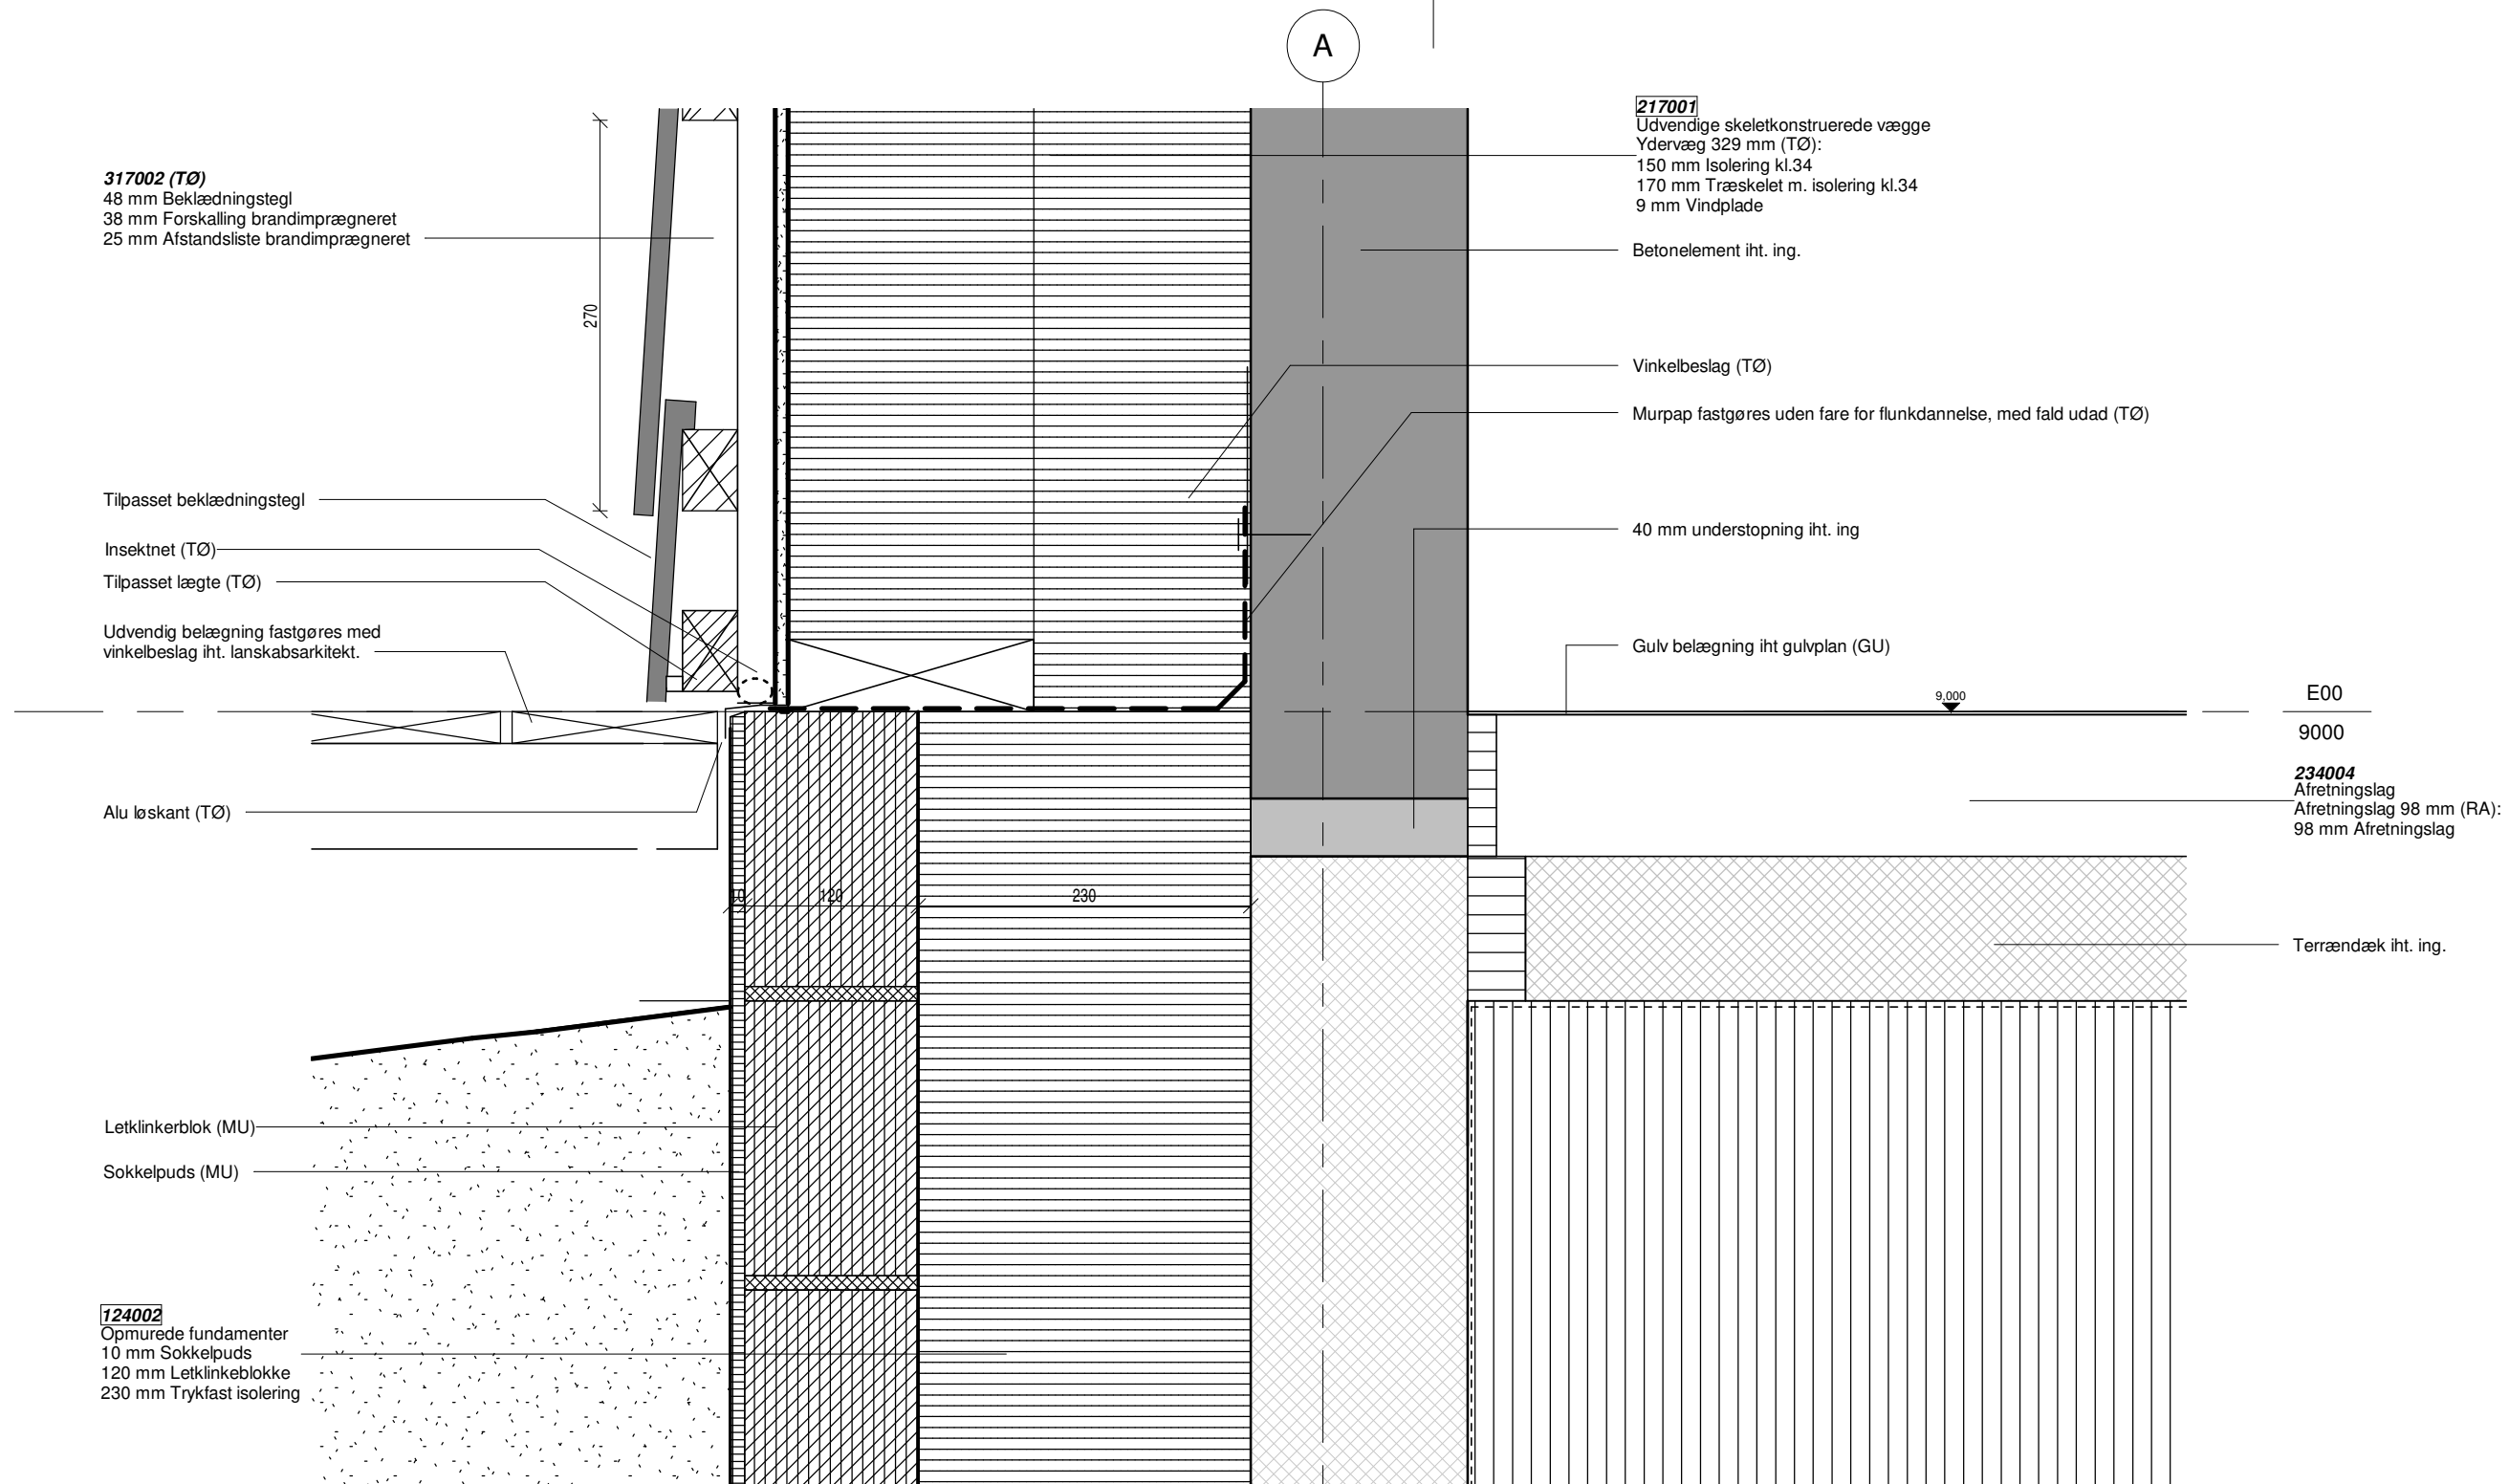 A
317002 (TØ)
48 mm Beklædningstegl
38 mm Forskalling brandimprægneret
25 mm Afstandsliste brandimprægneret
270
Tilpasset beklædningstegl
Insektnet (TØ)
Tilpasset lægte (TØ)
Udvendig belægning fastgøres med
vinkelbeslag iht. lanskabsarkitekt.
Alu løskant (TØ)
10 120 230
Letklinkerblok (MU)
Sokkelpuds (MU)
124002
Opmurede fundamenter
10 mm Sokkelpuds
120 mm Letklinkeblokke
230 mm Trykfast isolering
217001
Udvendige skeletkonstruerede vægge
Ydervæg 329 mm (TØ):
150 mm Isolering kl.34
170 mm Træskelet m. isolering kl.34
9 mm Vindplade
Betonelement iht. ing.
Vinkelbeslag (TØ)
Murpap fastgøres uden fare for flunkdannelse, med fald udad (TØ)
40 mm understopning iht. ing
Gulv belægning iht gulvplan (GU)
9,000
E00
9000
234004
Afretningslag
Afretningslag 98 mm (RA):
98 mm Afretningslag
Terrændæk iht. ing.